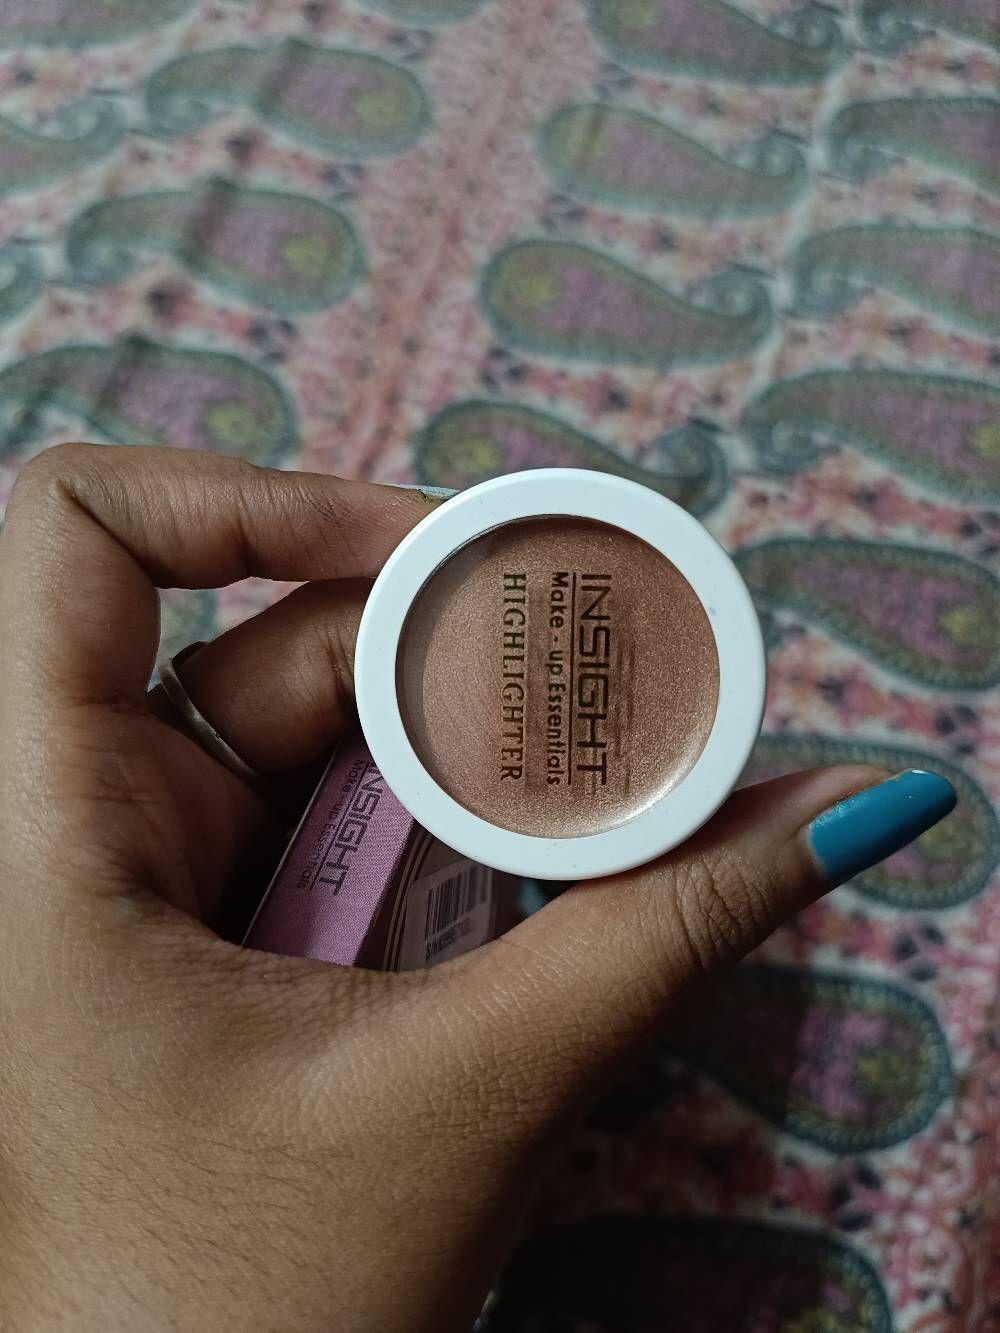 INSIGHT
Make - up Essentials
HIGHLIGHTER
INSIGHT
Make - up Essentials